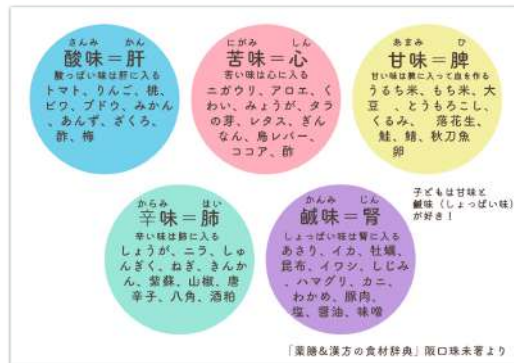 さんみ かん
酸味=肝
酸っぱい味は肝に入る
トマト、りんご、桃、
ビワ、ブドウ、みかん
、あんず、ざくろ、
酢、梅
にがみ しん
苦味=心
苦い味は心に入る
ニガウリ、アロエ、く
わい、みょうが、タラ
の芽、レタス、ぎん
なん、鳥レバー、
ココア、酢
あまみ ひ
甘味=脾
甘い味は脾に入って血を作る
うるち米、もち米、大
豆、とうもろこし、
くるみ、落花生、
鮭、鯖、秋刀魚
卵
子どもは甘味と
鹹味（しょっぱい味）
が好き！
からみ はい
辛味=肺
辛い味は肺に入る
しょうが、ニラ、しゅ
んぎく、ねぎ、きんか
ん、紫蘇、山椒、唐
辛子、八角、酒粕
かんみ じん
鹹味=腎
しょっぱい味は腎に入る
あさり、イカ、牡蠣、
昆布、イワシ、しじみ
、ハマグリ、カニ、
わかめ、豚肉、
塩、醤油、味噌
「薬膳&漢方の食材辞典」阪口珠未著より